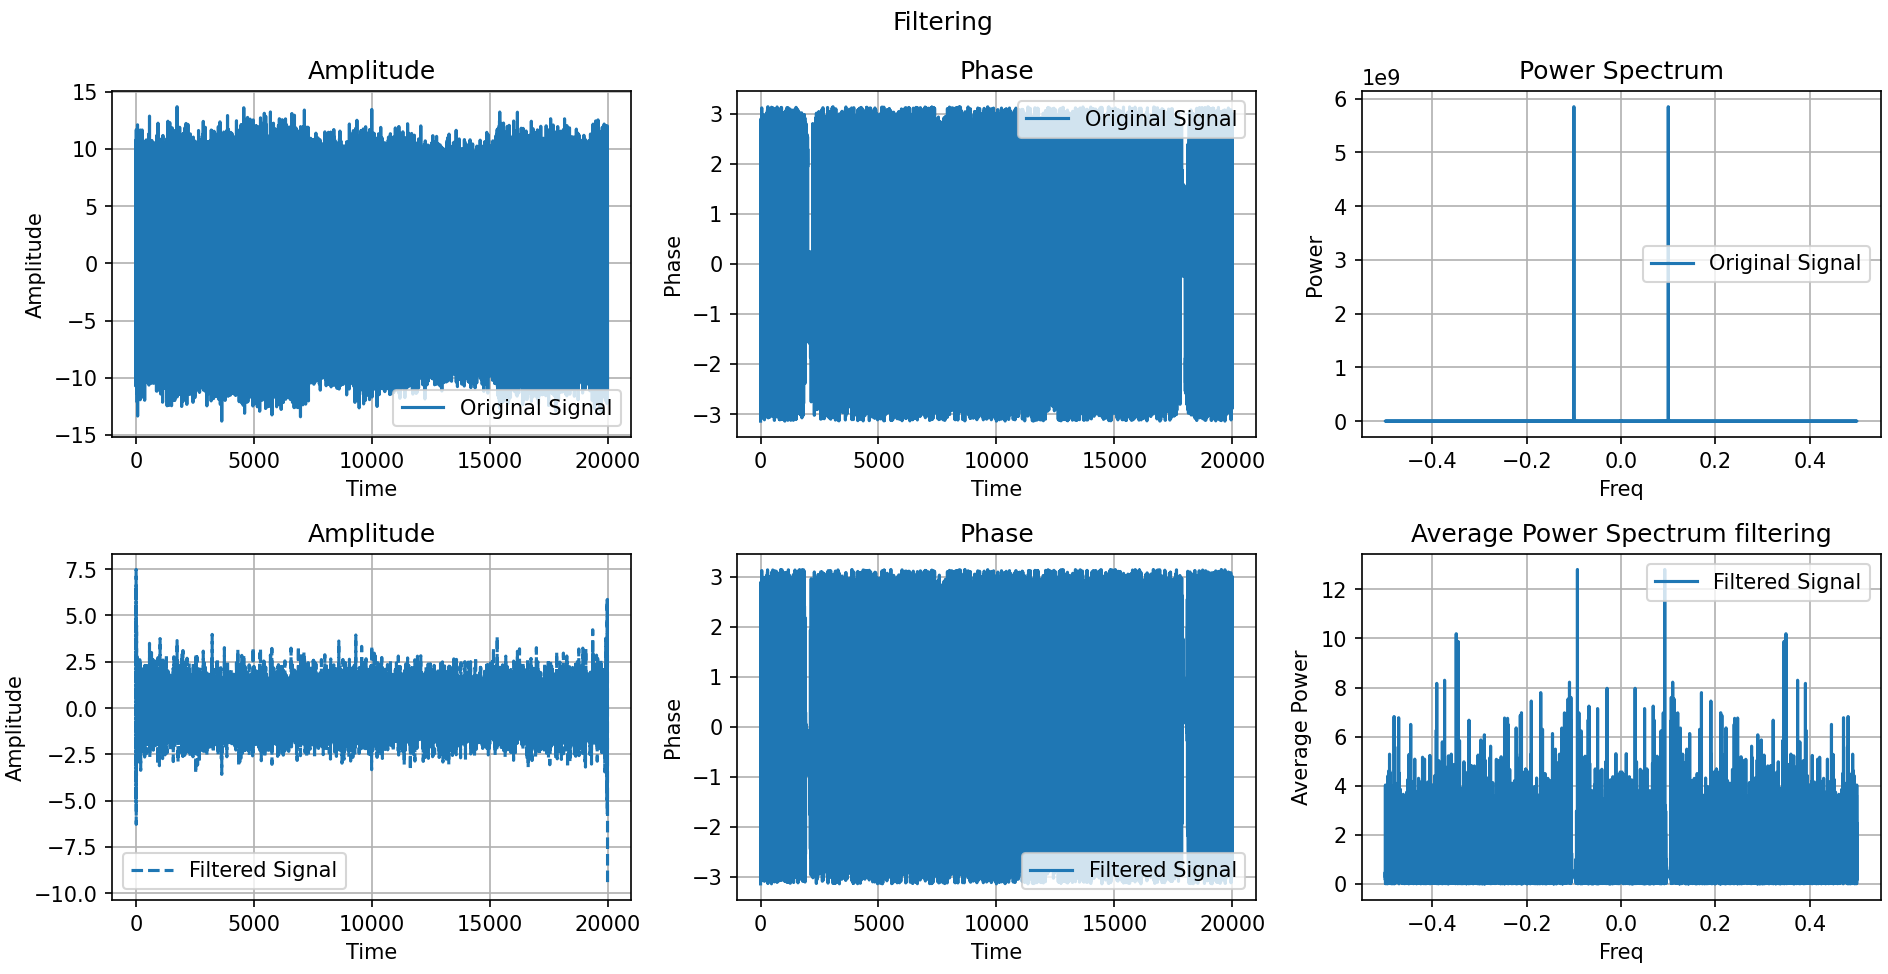 Filtering
Amplitude
15
10
5
0
−5
−10
−15
Amplitude
Original Signal
0 5000 10000 15000 20000
Time
Phase
3
2
1
0
−1
−2
−3
Phase
Original Signal
0 5000 10000 15000 20000
Time
Power Spectrum
1e9
6
5
4
3
2
1
0
Power
Original Signal
−0.4 −0.2 0.0 0.2 0.4
Freq
Amplitude
7.5
5.0
2.5
0.0
−2.5
−5.0
−7.5
−10.0
Amplitude
Filtered Signal
0 5000 10000 15000 20000
Time
Phase
3
2
1
0
−1
−2
−3
Phase
Filtered Signal
0 5000 10000 15000 20000
Time
Average Power Spectrum filtering
12
10
8
6
4
2
0
Average Power
Filtered Signal
−0.4 −0.2 0.0 0.2 0.4
Freq